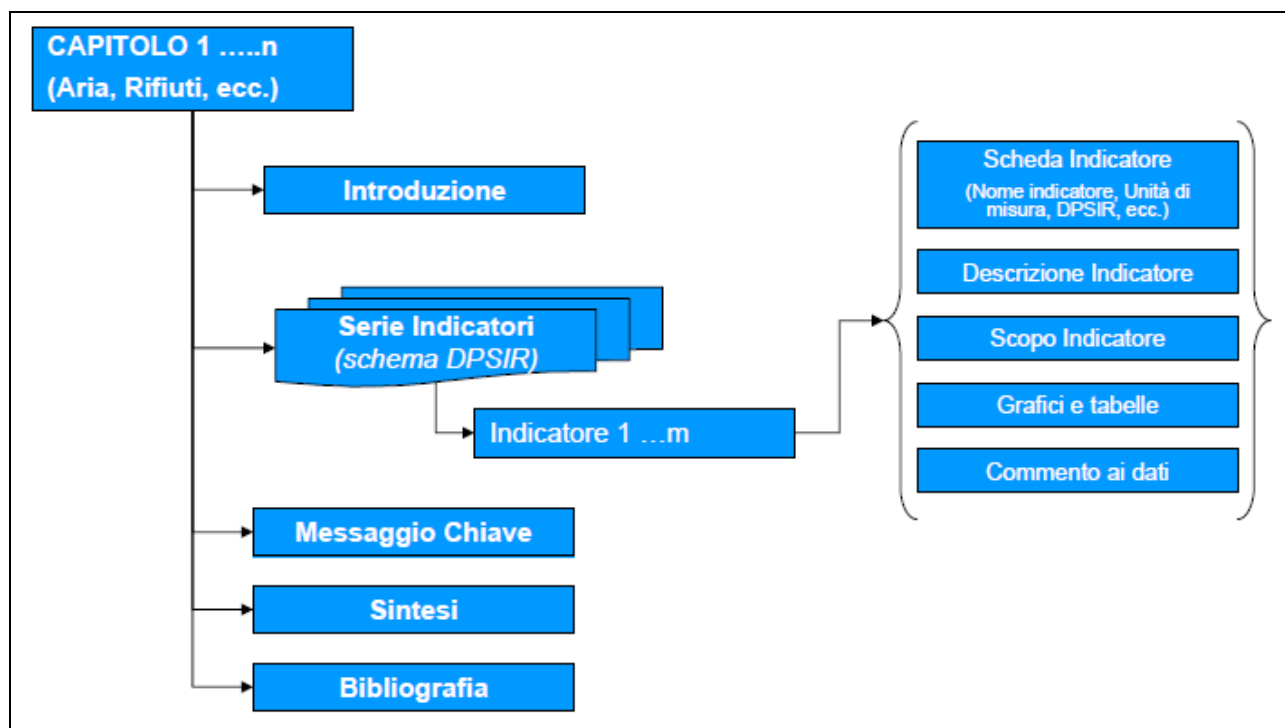 CAPITOLO 1 …..n
(Aria, Rifiuti, ecc.)
Introduzione
Serie Indicatori
(schema DPSIR)
Indicatore 1 …m
Scheda Indicatore
(Nome indicatore, Unità di
misura, DPSIR, ecc.)
Descrizione Indicatore
Scopo Indicatore
Grafici e tabelle
Commento ai dati
Messaggio Chiave
Sintesi
Bibliografia